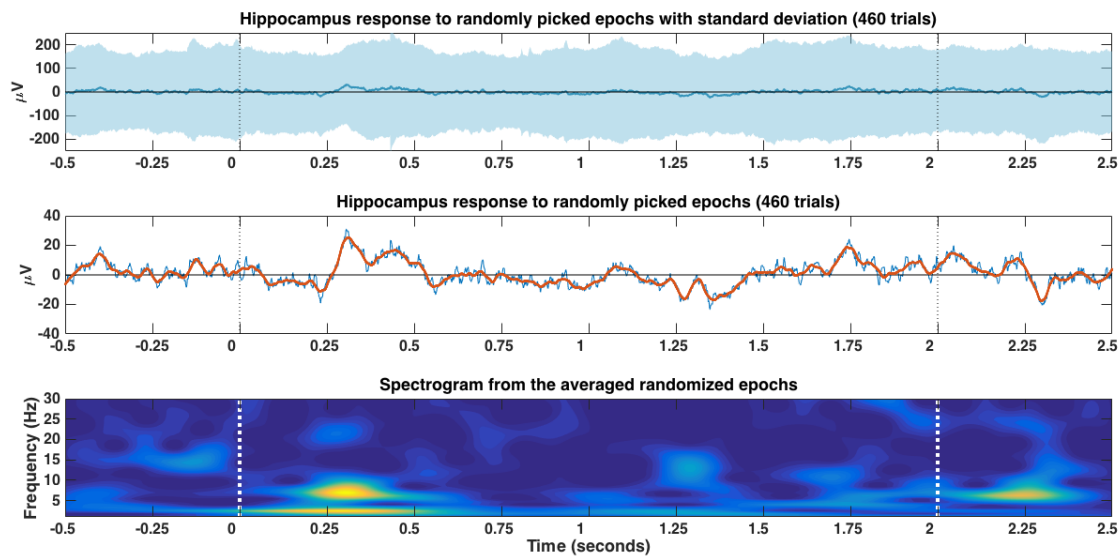 Hippocampus response to randomly picked epochs with standard deviation (460 trials)
200
100
0
-100
-200
μV
-0.5 -0.25 0 0.25 0.5 0.75 1 1.25 1.5 1.75 2 2.25 2.5
Hippocampus response to randomly picked epochs (460 trials)
40
20
0
-20
-40
μV
-0.5 -0.25 0 0.25 0.5 0.75 1 1.25 1.5 1.75 2 2.25 2.5
Spectrogram from the averaged randomized epochs
30
25
20
15
10
5
Frequency (Hz)
-0.5 -0.25 0 0.25 0.5 0.75 1 1.25 1.5 1.75 2 2.25 2.5
Time (seconds)